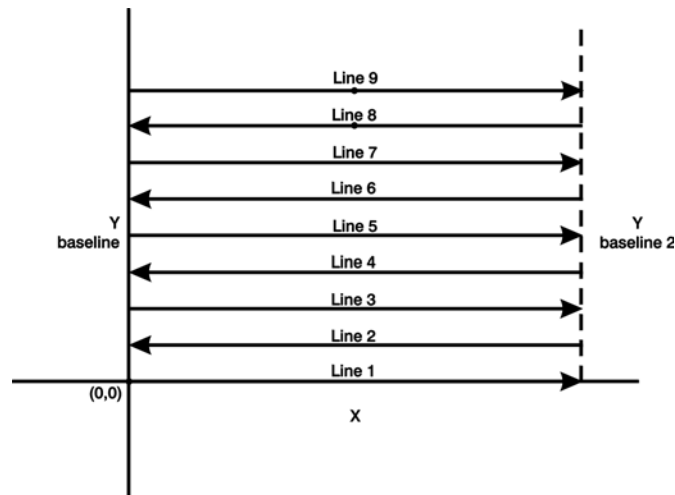 Line 9
Line 8
Line 7
Line 6
Y
baseline
Line 5
Y
baseline 2
Line 4
Line 3
Line 2
Line 1
(0,0)
X